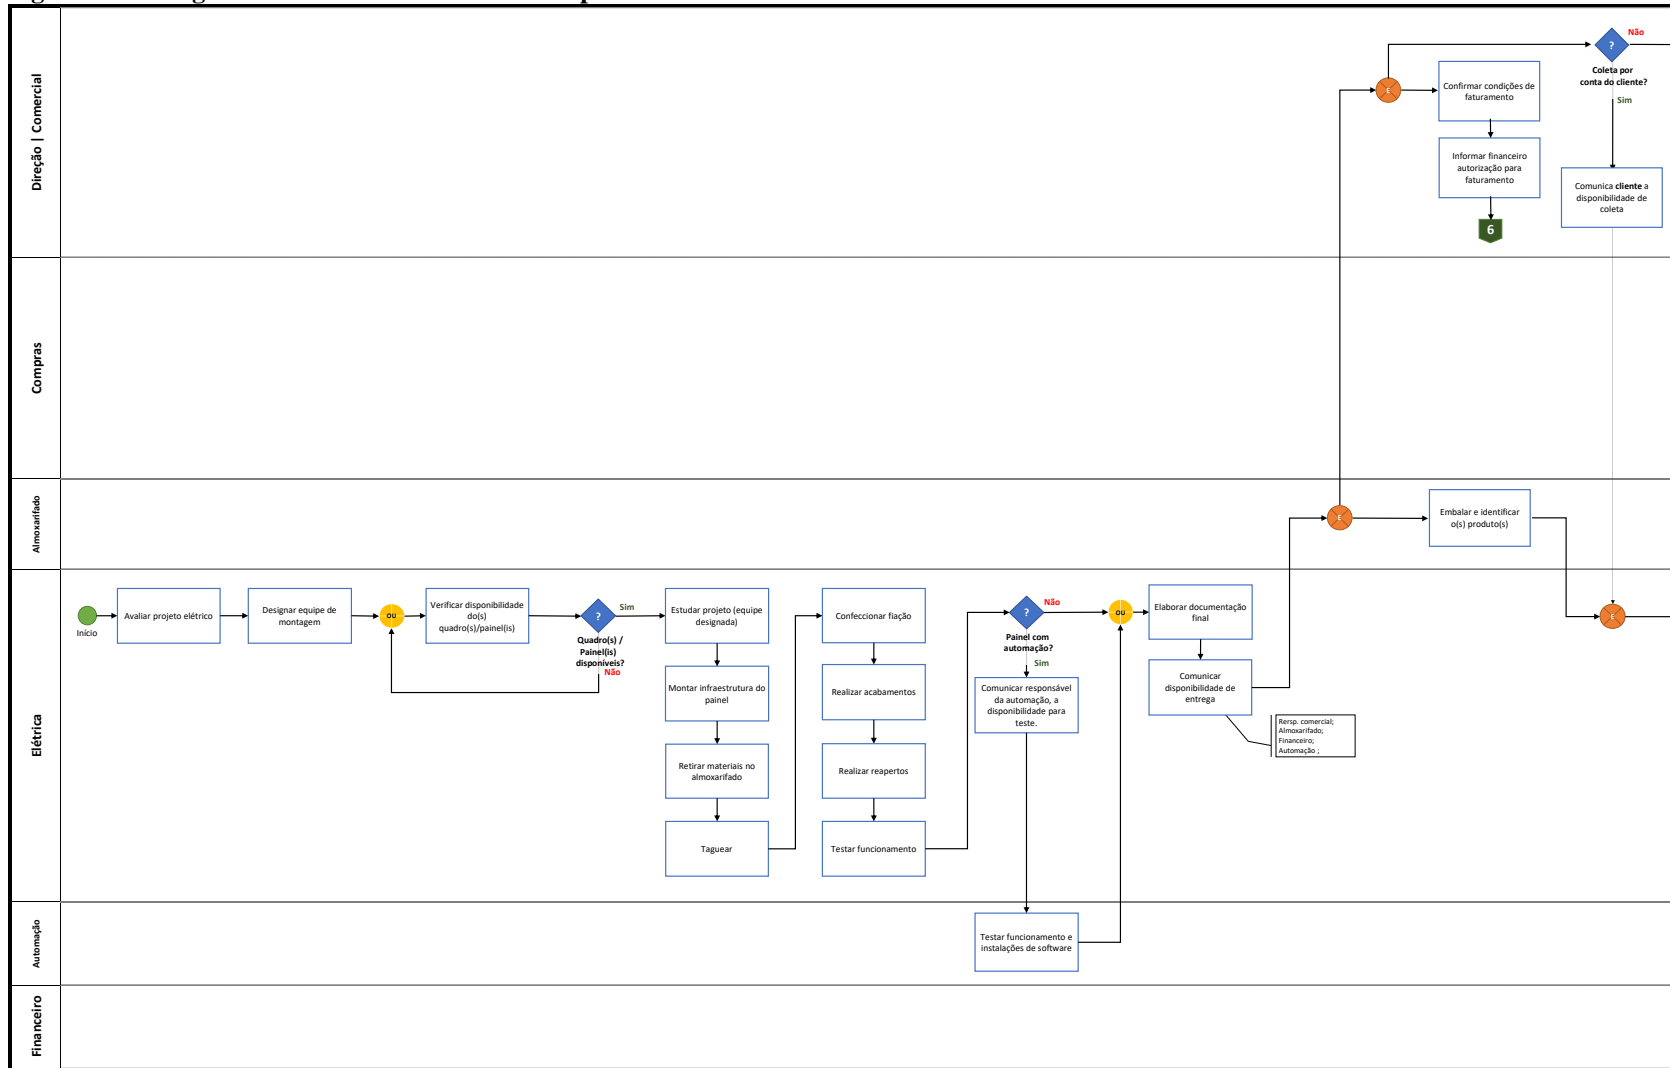 Direção | Comercial
?
Não
Coleta por
conta do cliente?
Sim
E
Confirmar condições de
faturamento
Informar financeiro
autorização para
faturamento
6
Comunica cliente a
disponibilidade de
coleta
Compras
Almoxarifado
E
Embalar e identificar
o(s) produto(s)
Elétrica
Início
Avaliar projeto elétrico
Designar equipe de
montagem
OU
Verificar disponibilidade
do(s)
quadro(s)/painel(is)
?
Sim
Quadro(s) /
Painel(is)
disponíveis?
Não
Estudar projeto (equipe
designada)
Montar infraestrutura do
painel
Retirar materiais no
almoxarifado
Taguear
Confeccionar fiação
Realizar acabamentos
Realizar reapertos
Testar funcionamento
?
Não
Painel com
automação?
Sim
Comunicar responsável
da automação, a
disponibilidade para
teste.
OU
Elaborar documentação
final
Comunicar
disponibilidade de
entrega
Rersp. comercial;
Almoxarifado;
Financeiro;
Automação ;
E
Automação
Testar funcionamento e
instalações de software
Financeiro